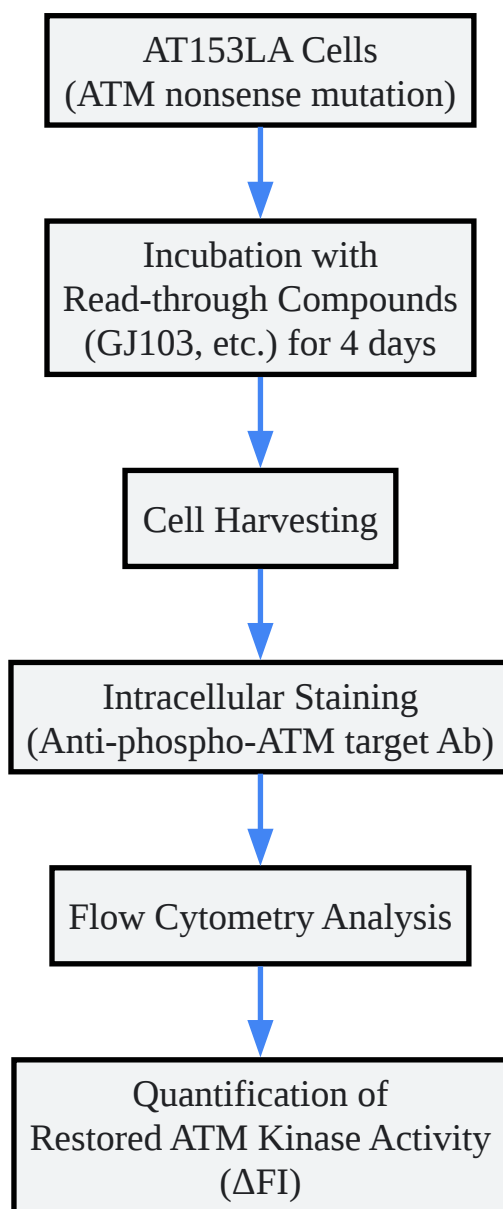 AT153LA Cells
(ATM nonsense mutation)
Incubation with
Read-through Compounds
(GJ103, etc.) for 4 days
Cell Harvesting
Intracellular Staining
(Anti-phospho-ATM target Ab)
Flow Cytometry Analysis
Quantification of
Restored ATM Kinase Activity
(ΔFI)